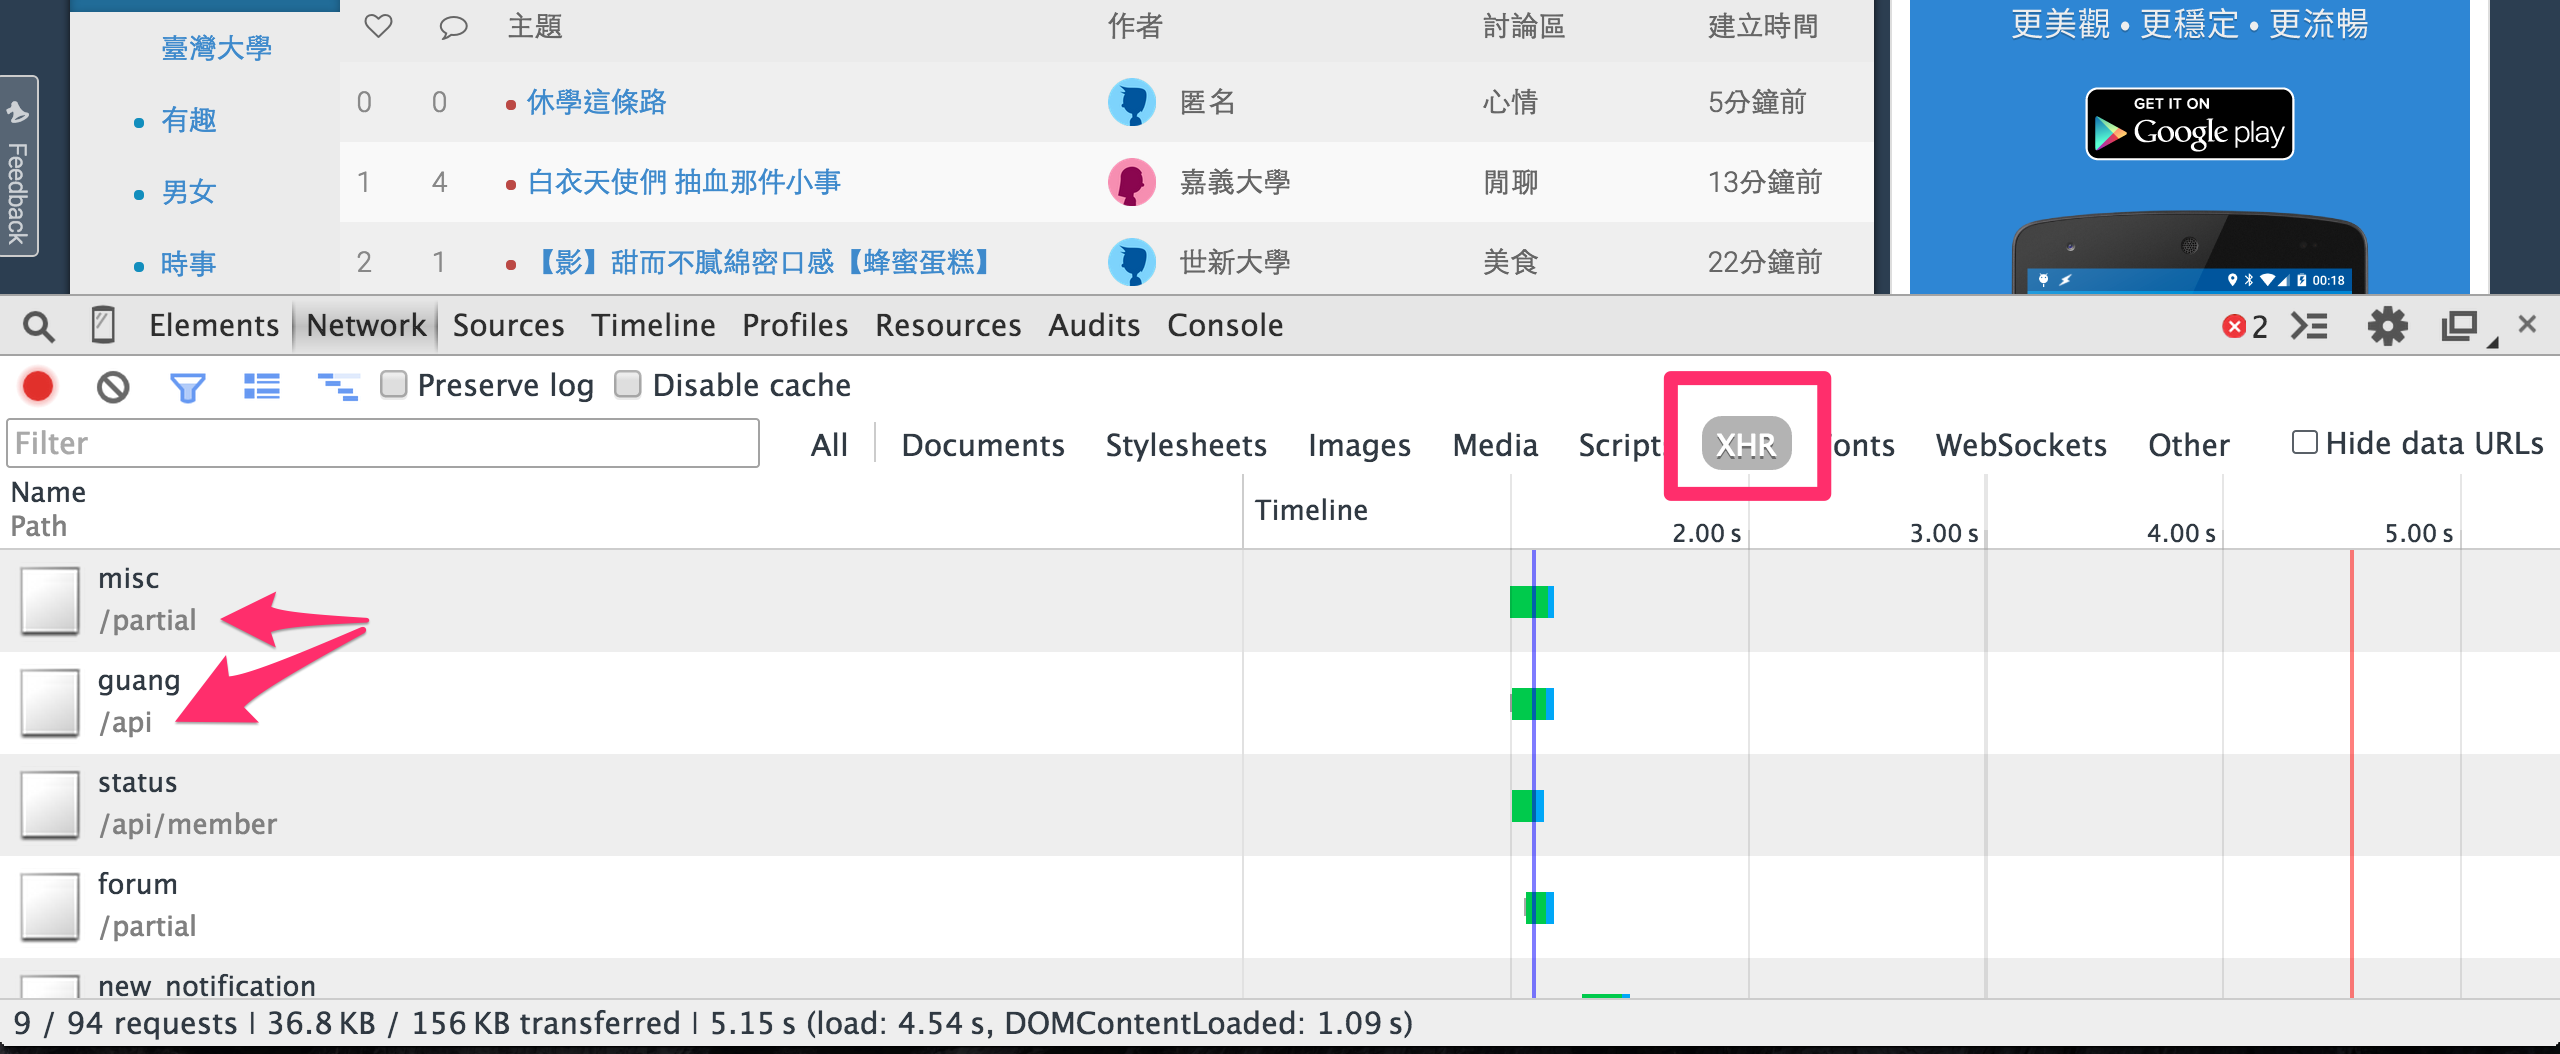 主題 作者 討論區 建立時間
臺灣大學
有趣
男女
時事
0 0 休學這條路 匿名 心情 5分鐘前
1 4 白衣天使們 抽血那件小事 嘉義大學 閒聊 13分鐘前
2 1 【影】甜而不膩綿密口感【蜂蜜蛋糕】 世新大學 美食 22分鐘前
Feedback
更美觀 • 更穩定 • 更流暢
GET IT ON
Google play
00:18
Elements Network Sources Timeline Profiles Resources Audits Console 2
Preserve log Disable cache
Filter All Documents Stylesheets Images Media Script XHR onts WebSockets Other Hide data URLs
Name
Path
Timeline
2.00 s 3.00 s 4.00 s 5.00 s
misc
/partial
guang
/api
status
/api/member
forum
/partial
new_notification
9 / 94 requests | 36.8 KB / 156 KB transferred | 5.15 s (load: 4.54 s, DOMContentLoaded: 1.09 s)